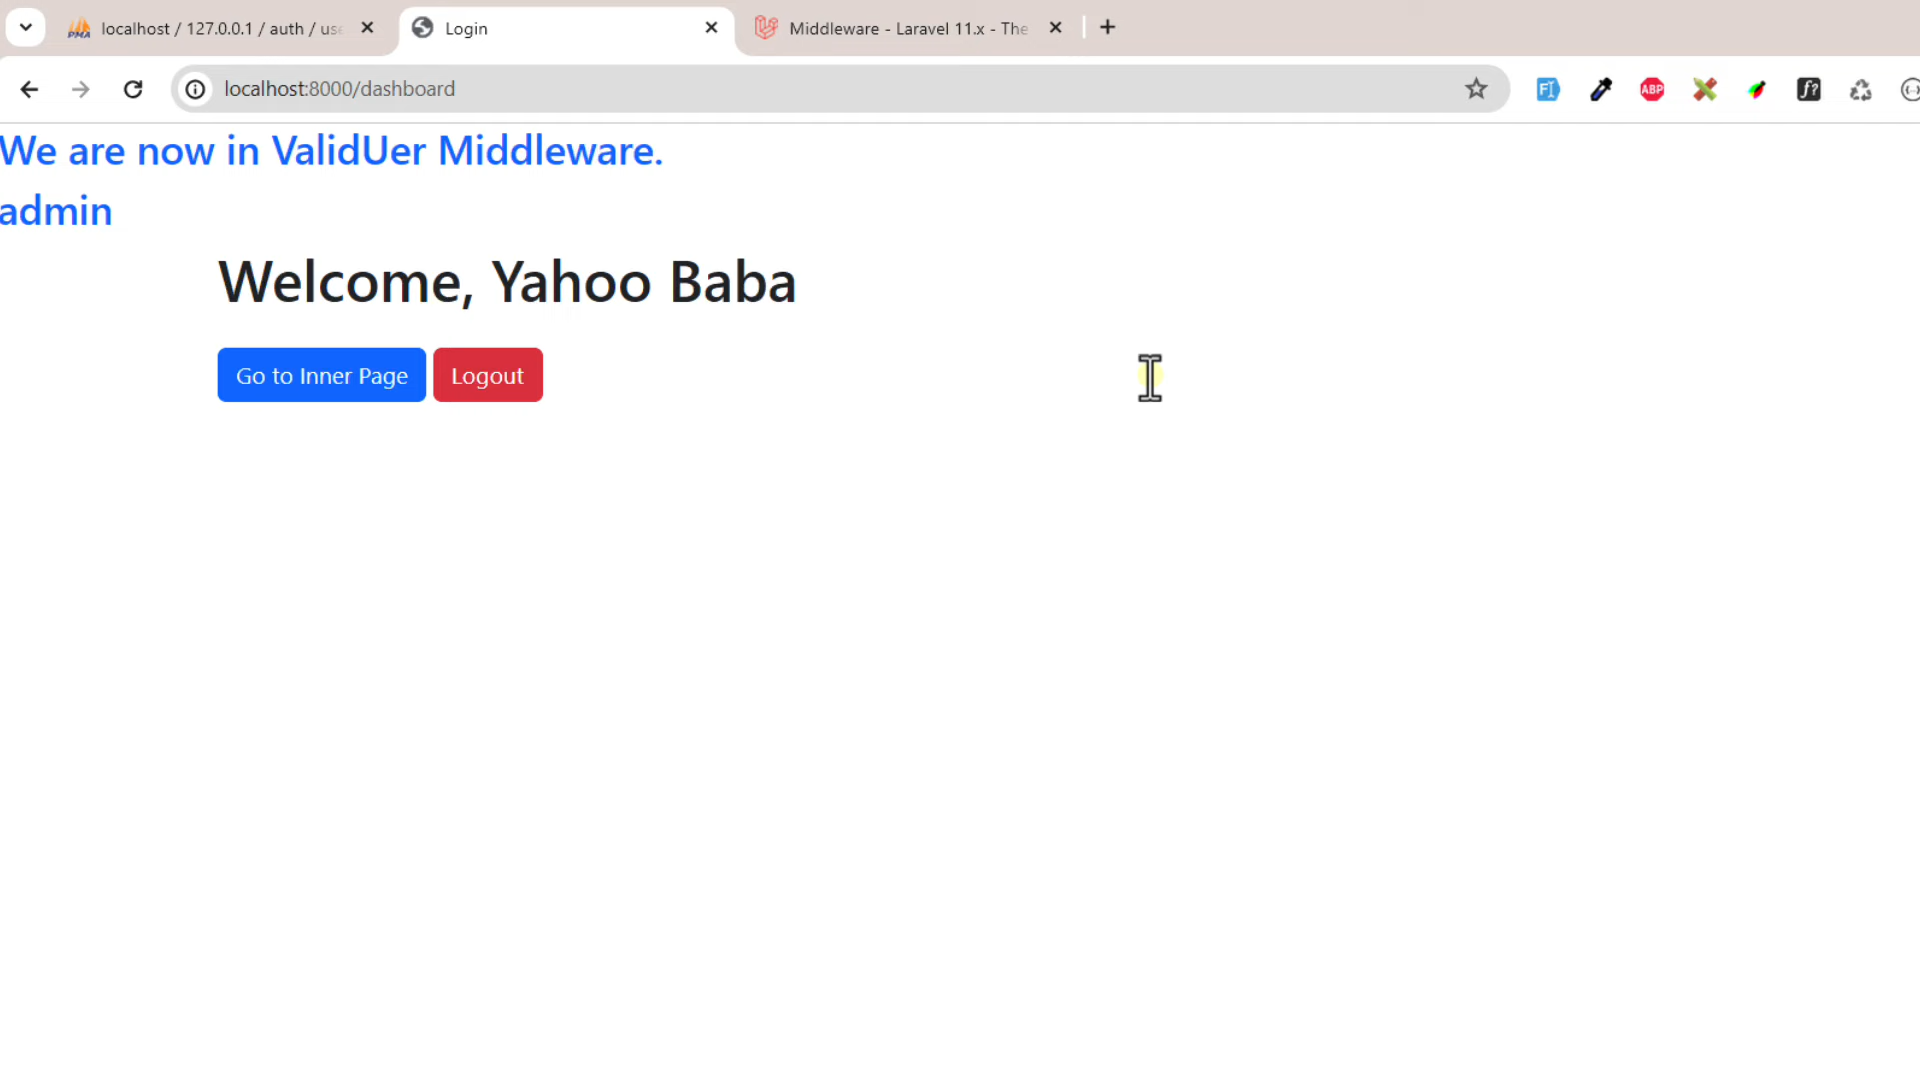 localhost / 127.0.0.1 / auth / use
Login
Middleware - Laravel 11.x - The
localhost:8000/dashboard
We are now in ValidUer Middleware.
admin
Welcome, Yahoo Baba
Go to Inner Page
Logout